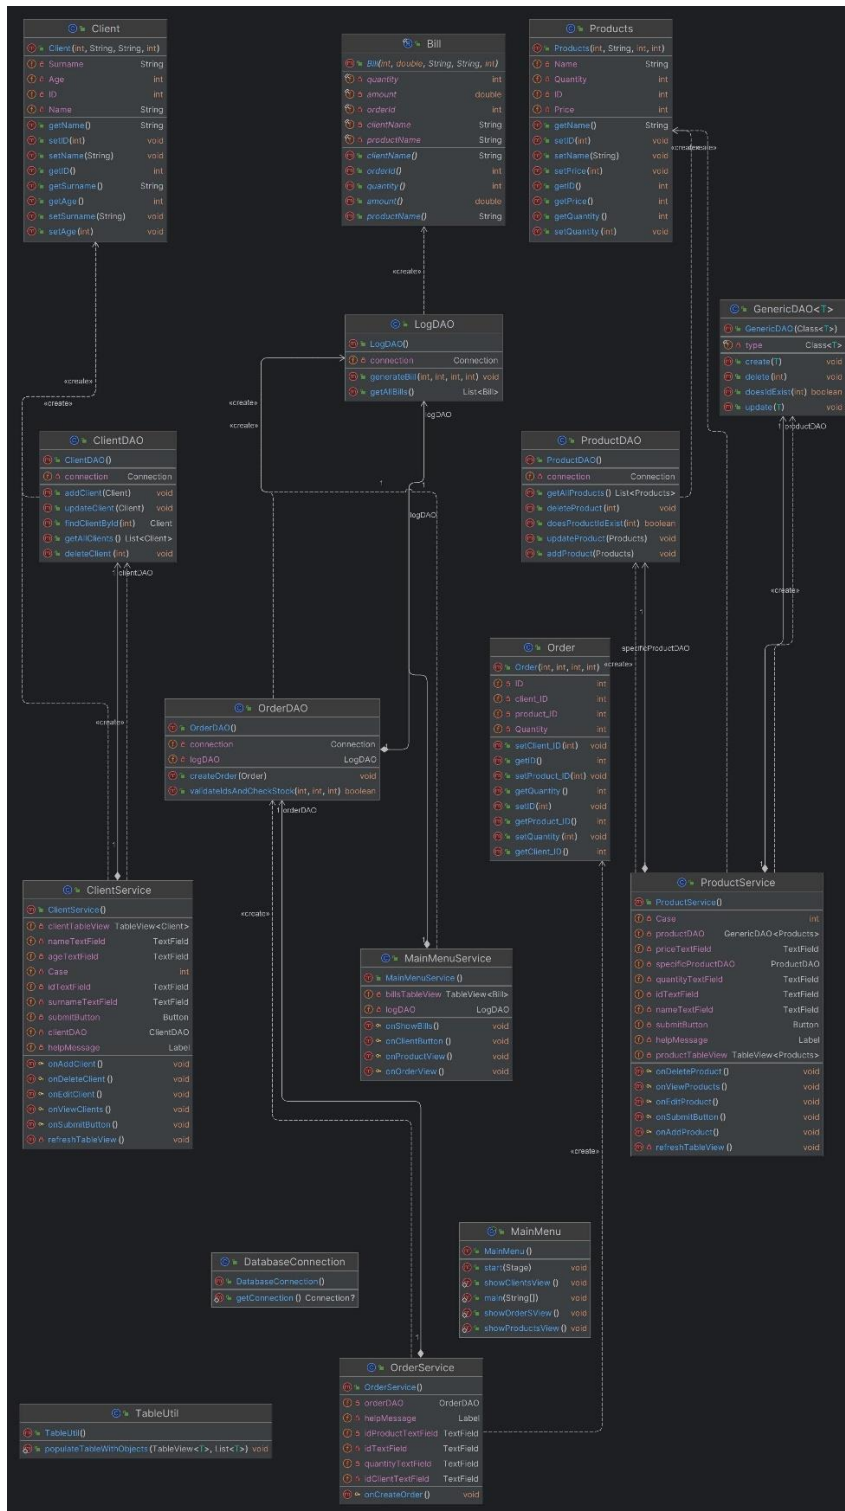 Client
Client(int, String, String, int)
Surname String
Age int
ID int
Name String
getName() String
setID(int) void
setName(String) void
getID() int
getSurname() String
getAge() int
setSurname(String) void
setAge(int) void
Bill
Bill(int, double, String, String, int)
quantity int
amount double
orderId int
clientName String
productName String
clientName() String
orderId() int
quantity() int
amount() double
productName() String
Products
Products(int, String, int, int)
Name String
Quantity int
ID int
Price int
getName() String
setID(int) void
setName(String) void
setPrice(int) void
getID() int
getPrice() int
getQuantity() int
setQuantity(int) void
«create»
«create»
LogDAO
LogDAO()
connection Connection
generateBill(int, int, int, int) void
getAllBills() List<Bill>
GenericDAO<T>
GenericDAO(Class<T>)
type Class<T>
create(T) void
delete(int) void
doesIdExist(int) boolean
update(T) void
«create»
«create»
«create»
«create»
logDAO
1 productDAO
ClientDAO
ClientDAO()
connection Connection
addClient(Client) void
updateClient(Client) void
findClientById(int) Client
getAllClients() List<Client>
deleteClient(int) void
ProductDAO
ProductDAO()
connection Connection
getAllProducts() List<Products>
deleteProduct(int) void
doesProductIdExist(int) boolean
updateProduct(Products) void
addProduct(Products) void
1
1
logDAO
1 clientDAO
«create»
1
specificProductDAO
«create»
Order
Order(int, int, int, int)
ID int
client_ID int
product_ID int
Quantity int
setClient_ID(int) void
getID() int
setProduct_ID(int) void
getQuantity() int
setID(int) void
getProduct_ID() int
setQuantity(int) void
getClient_ID() int
OrderDAO
OrderDAO()
connection Connection
logDAO LogDAO
createOrder(Order) void
validateIdsAndCheckStock(int, int, int) boolean
«create»
1 orderDAO
1
1
1
ClientService
ClientService()
clientTableView TableView<Client>
nameTextField TextField
ageTextField TextField
Case int
idTextField TextField
surnameTextField TextField
submitButton Button
clientDAO ClientDAO
helpMessage Label
onAddClient() void
onDeleteClient() void
onEditClient() void
onViewClients() void
onSubmitButton() void
refreshTableView() void
«create»
1
MainMenuService
MainMenuService()
billsTableView TableView<Bill>
logDAO LogDAO
onShowBills() void
onClientButton() void
onProductView() void
onOrderView() void
ProductService
ProductService()
Case int
productDAO GenericDAO<Products>
priceTextField TextField
specificProductDAO ProductDAO
quantityTextField TextField
idTextField TextField
nameTextField TextField
submitButton Button
helpMessage Label
productTableView TableView<Products>
onDeleteProduct() void
onViewProducts() void
onEditProduct() void
onSubmitButton() void
onAddProduct() void
refreshTableView() void
«create»
DatabaseConnection
DatabaseConnection()
getConnection() Connection?
MainMenu
MainMenu()
start(Stage) void
showClientsView() void
main(String[]) void
showOrderSView() void
showProductsView() void
1
OrderService
OrderService()
orderDAO OrderDAO
helpMessage Label
idProductTextField TextField
idTextField TextField
quantityTextField TextField
idClientTextField TextField
onCreateOrder() void
TableUtil
TableUtil()
populateTableWithObjects(TableView<T>, List<T>) void